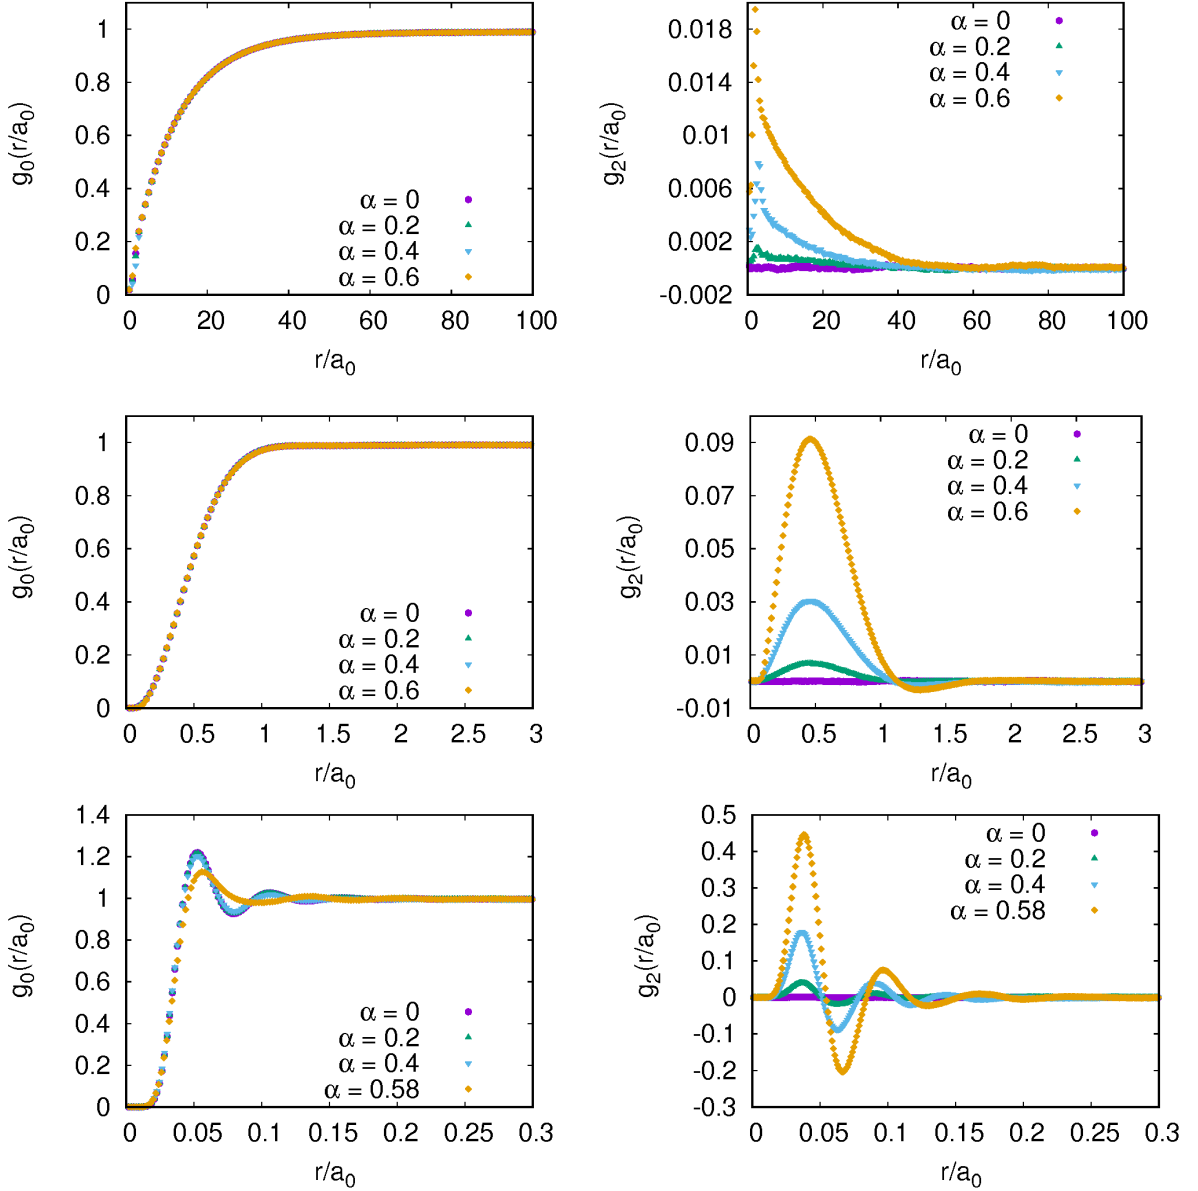 g0(r/a0)
1
0.8
0.6
0.4
0.2
0
α = 0
α = 0.2
α = 0.4
α = 0.6
0 20 40 60 80 100
r/a0
g2(r/a0)
0.018
0.014
0.01
0.006
0.002
-0.002
α = 0
α = 0.2
α = 0.4
α = 0.6
0 20 40 60 80 100
r/a0
g0(r/a0)
1
0.8
0.6
0.4
0.2
0
α = 0
α = 0.2
α = 0.4
α = 0.6
0 0.5 1 1.5 2 2.5 3
r/a0
g2(r/a0)
0.09
0.07
0.05
0.03
0.01
-0.01
α = 0
α = 0.2
α = 0.4
α = 0.6
0 0.5 1 1.5 2 2.5 3
r/a0
g0(r/a0)
1.4
1.2
1
0.8
0.6
0.4
0.2
0
α = 0
α = 0.2
α = 0.4
α = 0.58
0 0.05 0.1 0.15 0.2 0.25 0.3
r/a0
g2(r/a0)
0.5
0.4
0.3
0.2
0.1
0
-0.1
-0.2
-0.3
α = 0
α = 0.2
α = 0.4
α = 0.58
0 0.05 0.1 0.15 0.2 0.25 0.3
r/a0